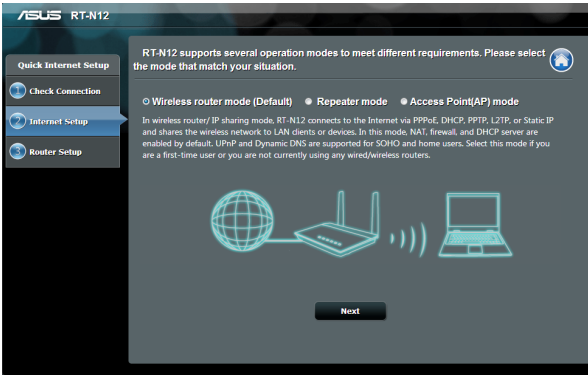 ASUS RT-N12
Quick Internet Setup
1 Check Connection
2 Internet Setup
3 Router Setup
RT-N12 supports several operation modes to meet different requirements. Please select
the mode that match your situation.
Wireless router mode (Default) Repeater mode Access Point(AP) mode
In wireless router/ IP sharing mode, RT-N12 connects to the Internet via PPPoE, DHCP, PPTP, L2TP, or Static IP
and shares the wireless network to LAN clients or devices. In this mode, NAT, firewall, and DHCP server are
enabled by default. UPnP and Dynamic DNS are supported for SOHO and home users. Select this mode if you
are a first-time user or you are not currently using any wired/wireless routers.
Next